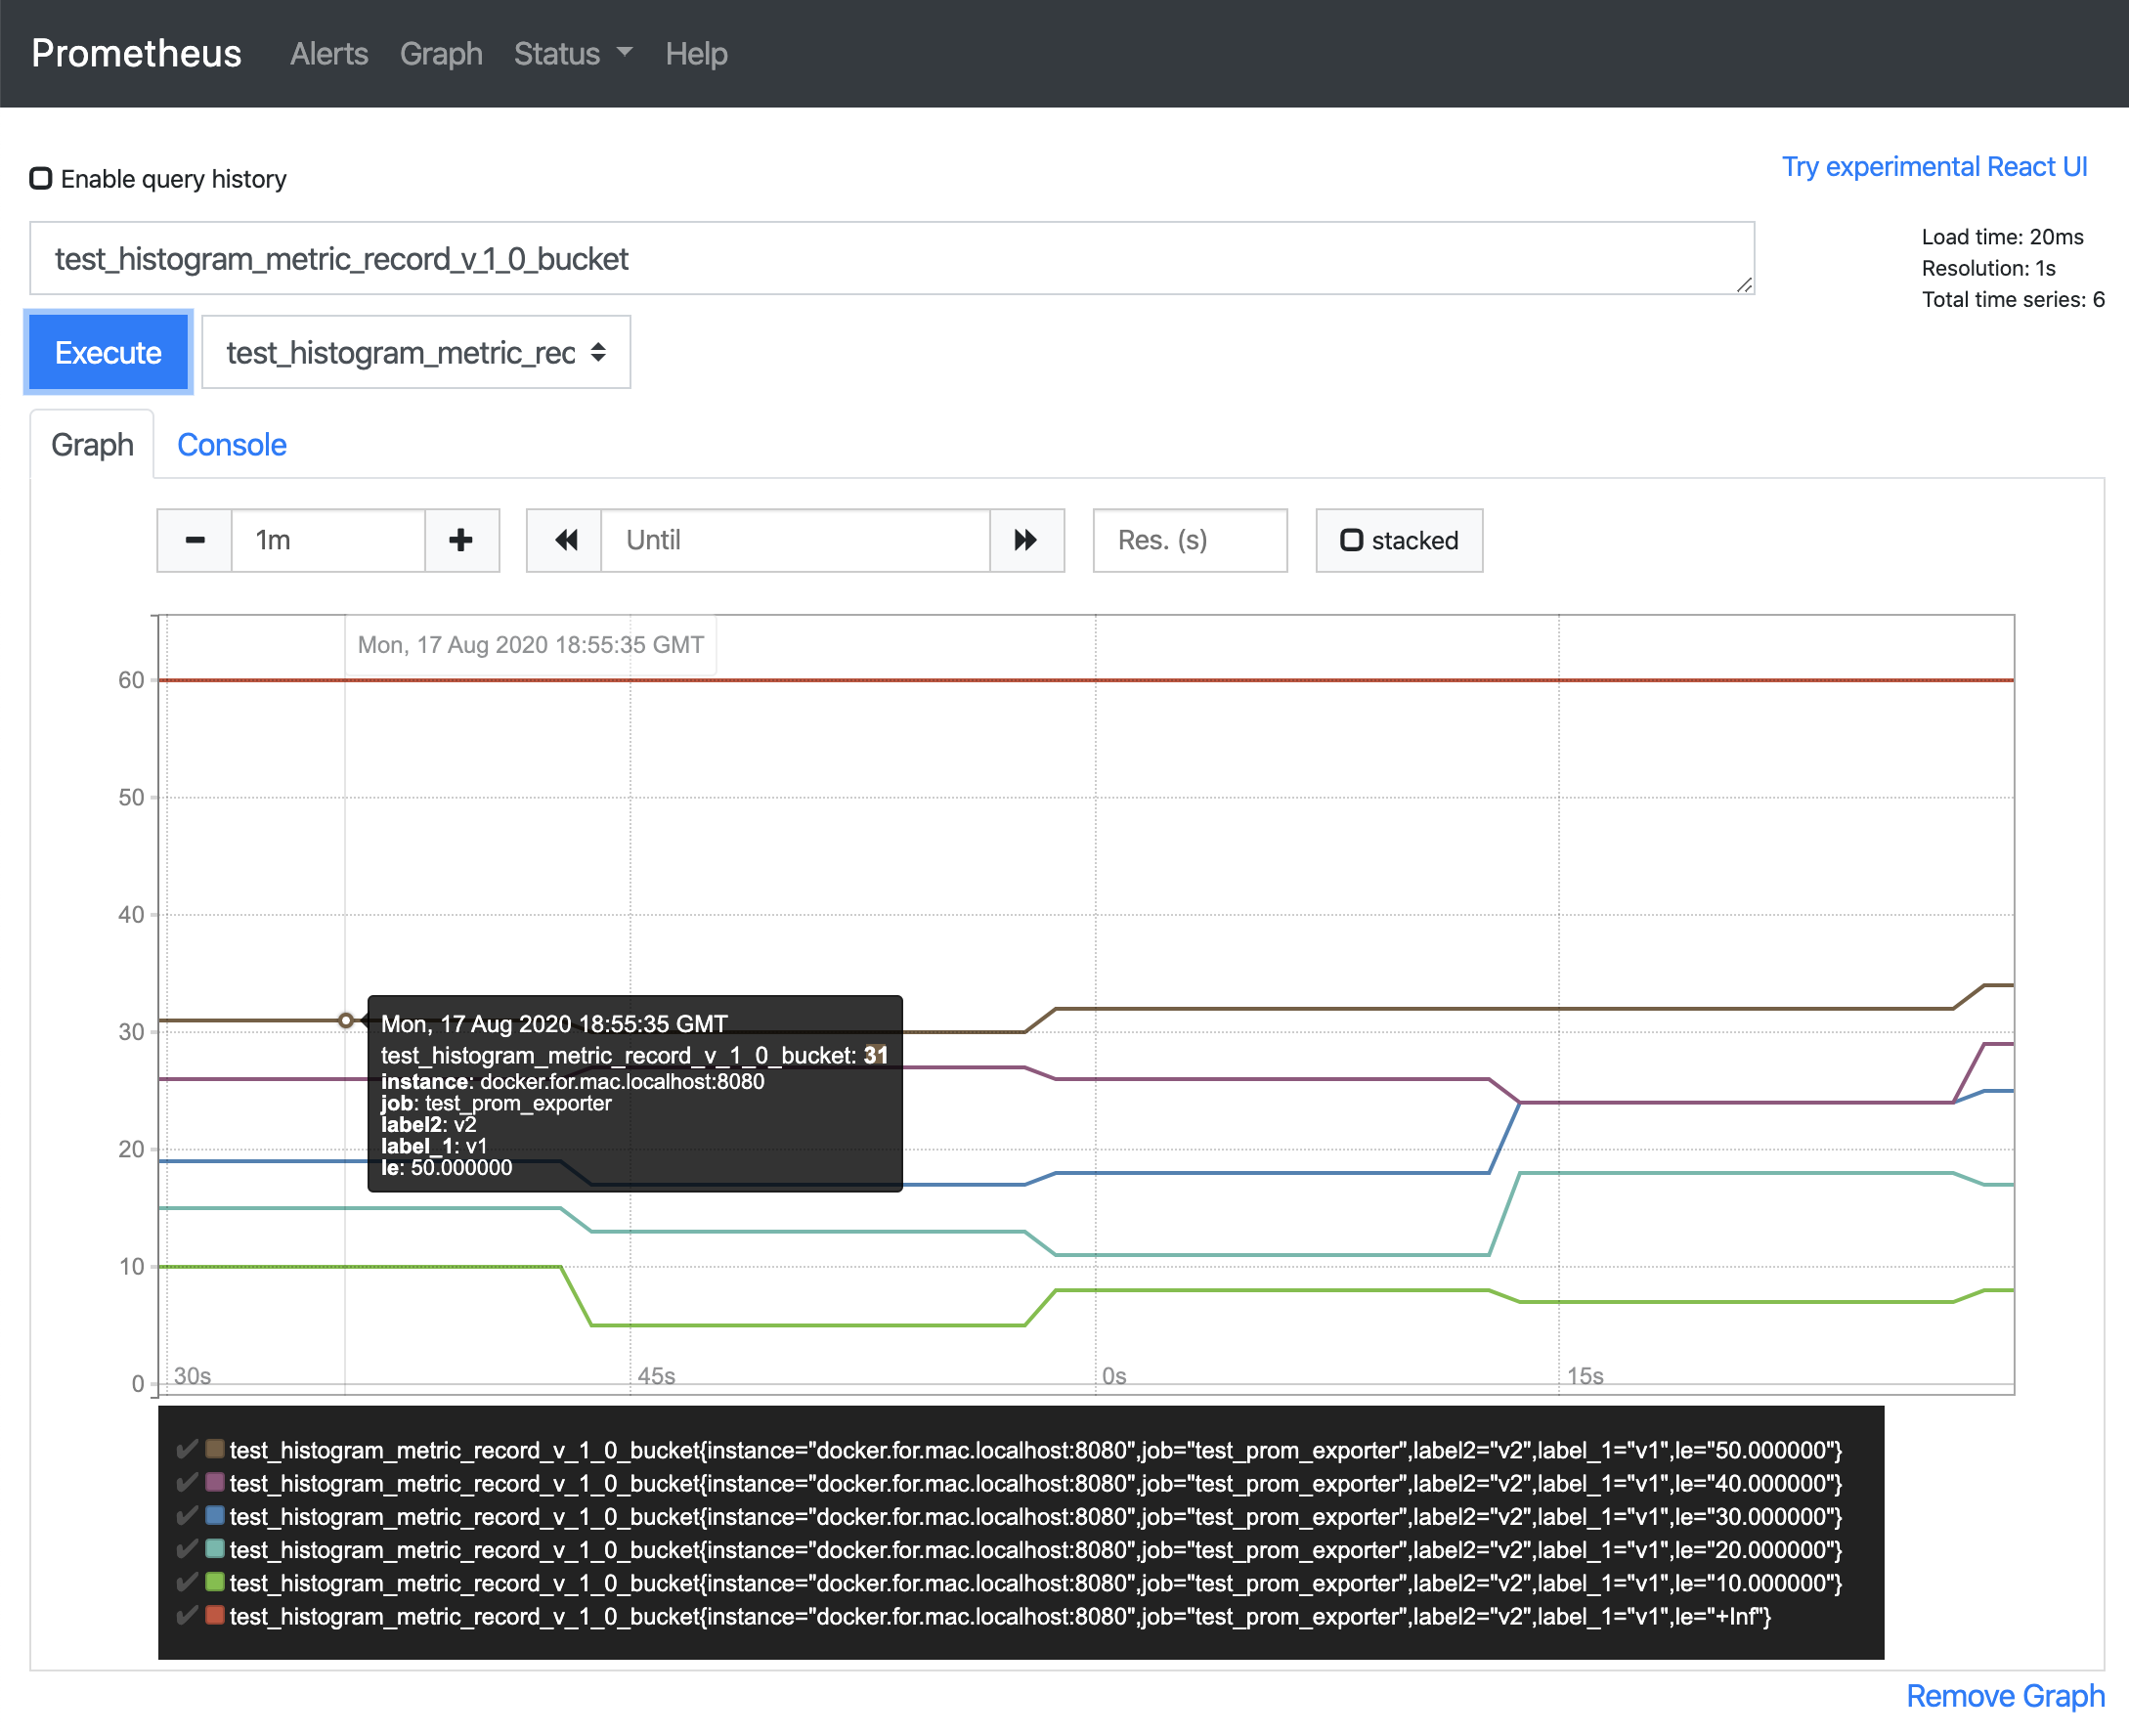 Prometheus Alerts Graph Status Help
Try experimental React UI
Enable query history
test_histogram_metric_record_v_1_0_bucket
Load time: 20ms
Resolution: 1s
Total time series: 6
Execute test_histogram_metric_rec
Graph Console
1m Until Res. (s) stacked
Mon, 17 Aug 2020 18:55:35 GMT
60
50
40
30
20
10
0
Mon, 17 Aug 2020 18:55:35 GMT
test_histogram_metric_record_v_1_0_bucket: 31
instance: docker.for.mac.localhost:8080
job: test_prom_exporter
label2: v2
label_1: v1
le: 50.000000
30s 45s 0s 15s
test_histogram_metric_record_v_1_0_bucket{instance="docker.for.mac.localhost:8080",job="test_prom_exporter",label2="v2",label_1="v1",le="50.000000"}
test_histogram_metric_record_v_1_0_bucket{instance="docker.for.mac.localhost:8080",job="test_prom_exporter",label2="v2",label_1="v1",le="40.000000"}
test_histogram_metric_record_v_1_0_bucket{instance="docker.for.mac.localhost:8080",job="test_prom_exporter",label2="v2",label_1="v1",le="30.000000"}
test_histogram_metric_record_v_1_0_bucket{instance="docker.for.mac.localhost:8080",job="test_prom_exporter",label2="v2",label_1="v1",le="20.000000"}
test_histogram_metric_record_v_1_0_bucket{instance="docker.for.mac.localhost:8080",job="test_prom_exporter",label2="v2",label_1="v1",le="10.000000"}
test_histogram_metric_record_v_1_0_bucket{instance="docker.for.mac.localhost:8080",job="test_prom_exporter",label2="v2",label_1="v1",le="+Inf"}
Remove Graph